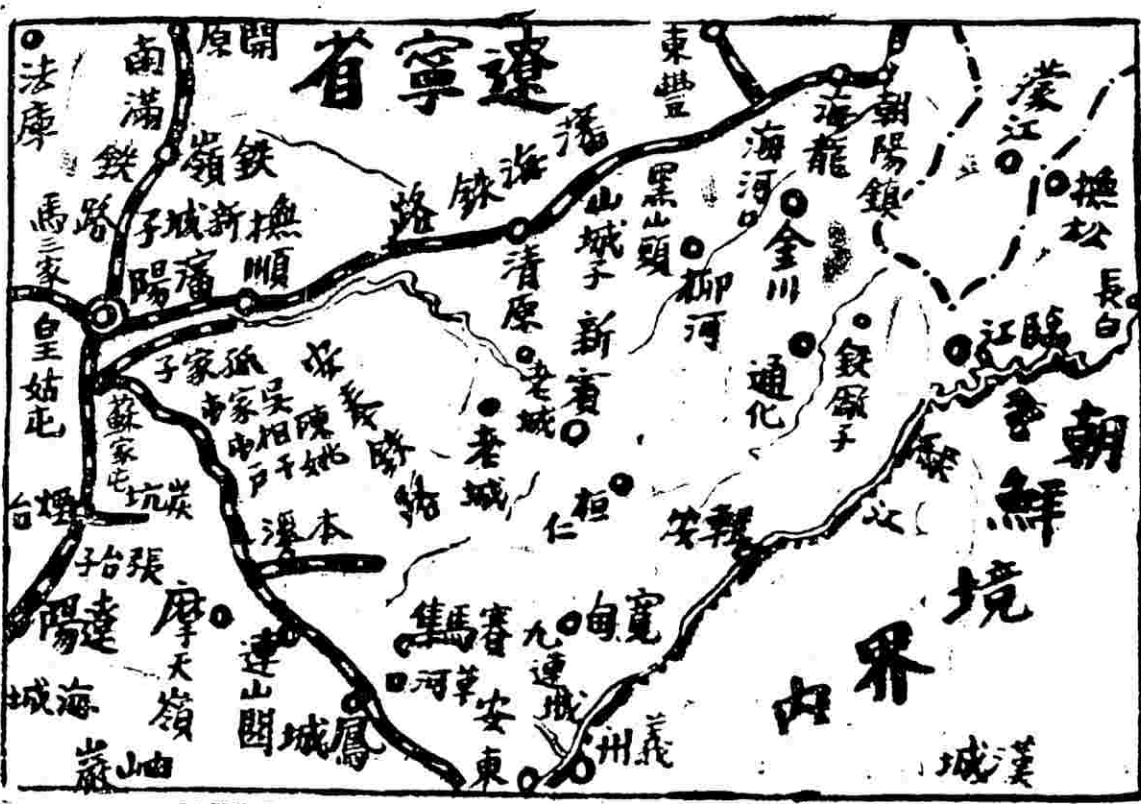 遼寧省
開原
南滿鉄路
法庫
鉄嶺
新城子
撫順
瀋陽
馬三家
皇姑屯
瀋海鉄路
東豐
海龍
朝陽鎮
濛江
撫松
長白
海河口
黑山頭
山城子
清原
金川
柳河
新賓
老城
老城
通化
鉄廠子
臨江
輯安
桓仁
孤家子
蘇家屯
吳家屯
陳相屯
姚千戶
安奉
炭坑
煙台
張台子
本溪
遼陽
摩天嶺
連山關
海城
岫巖
鳳城
賽馬集
草河口
安東
九連城
寬甸
義州
鴨
江
朝鮮境界內
漢城